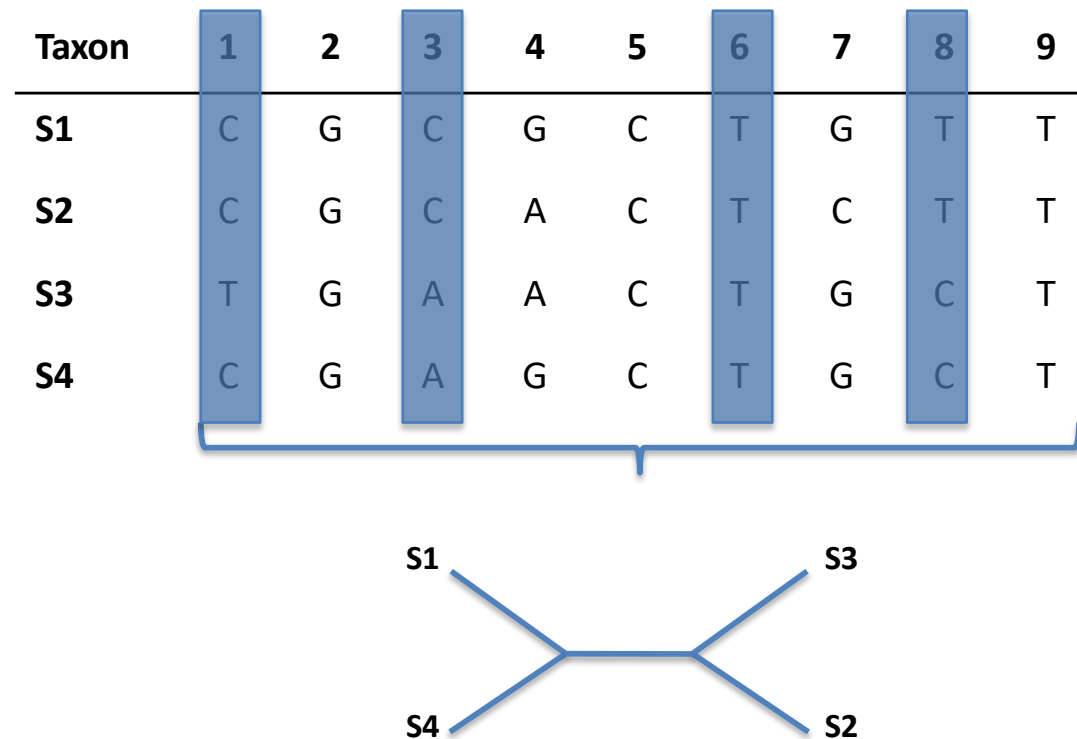 Taxon 1 2 3 4 5 6 7 8 9
S1 C G C G C T G T T
S2 C G C A C T C T T
S3 T G A A C T G C T
S4 C G A G C T G C T
S1 S3
S4 S2